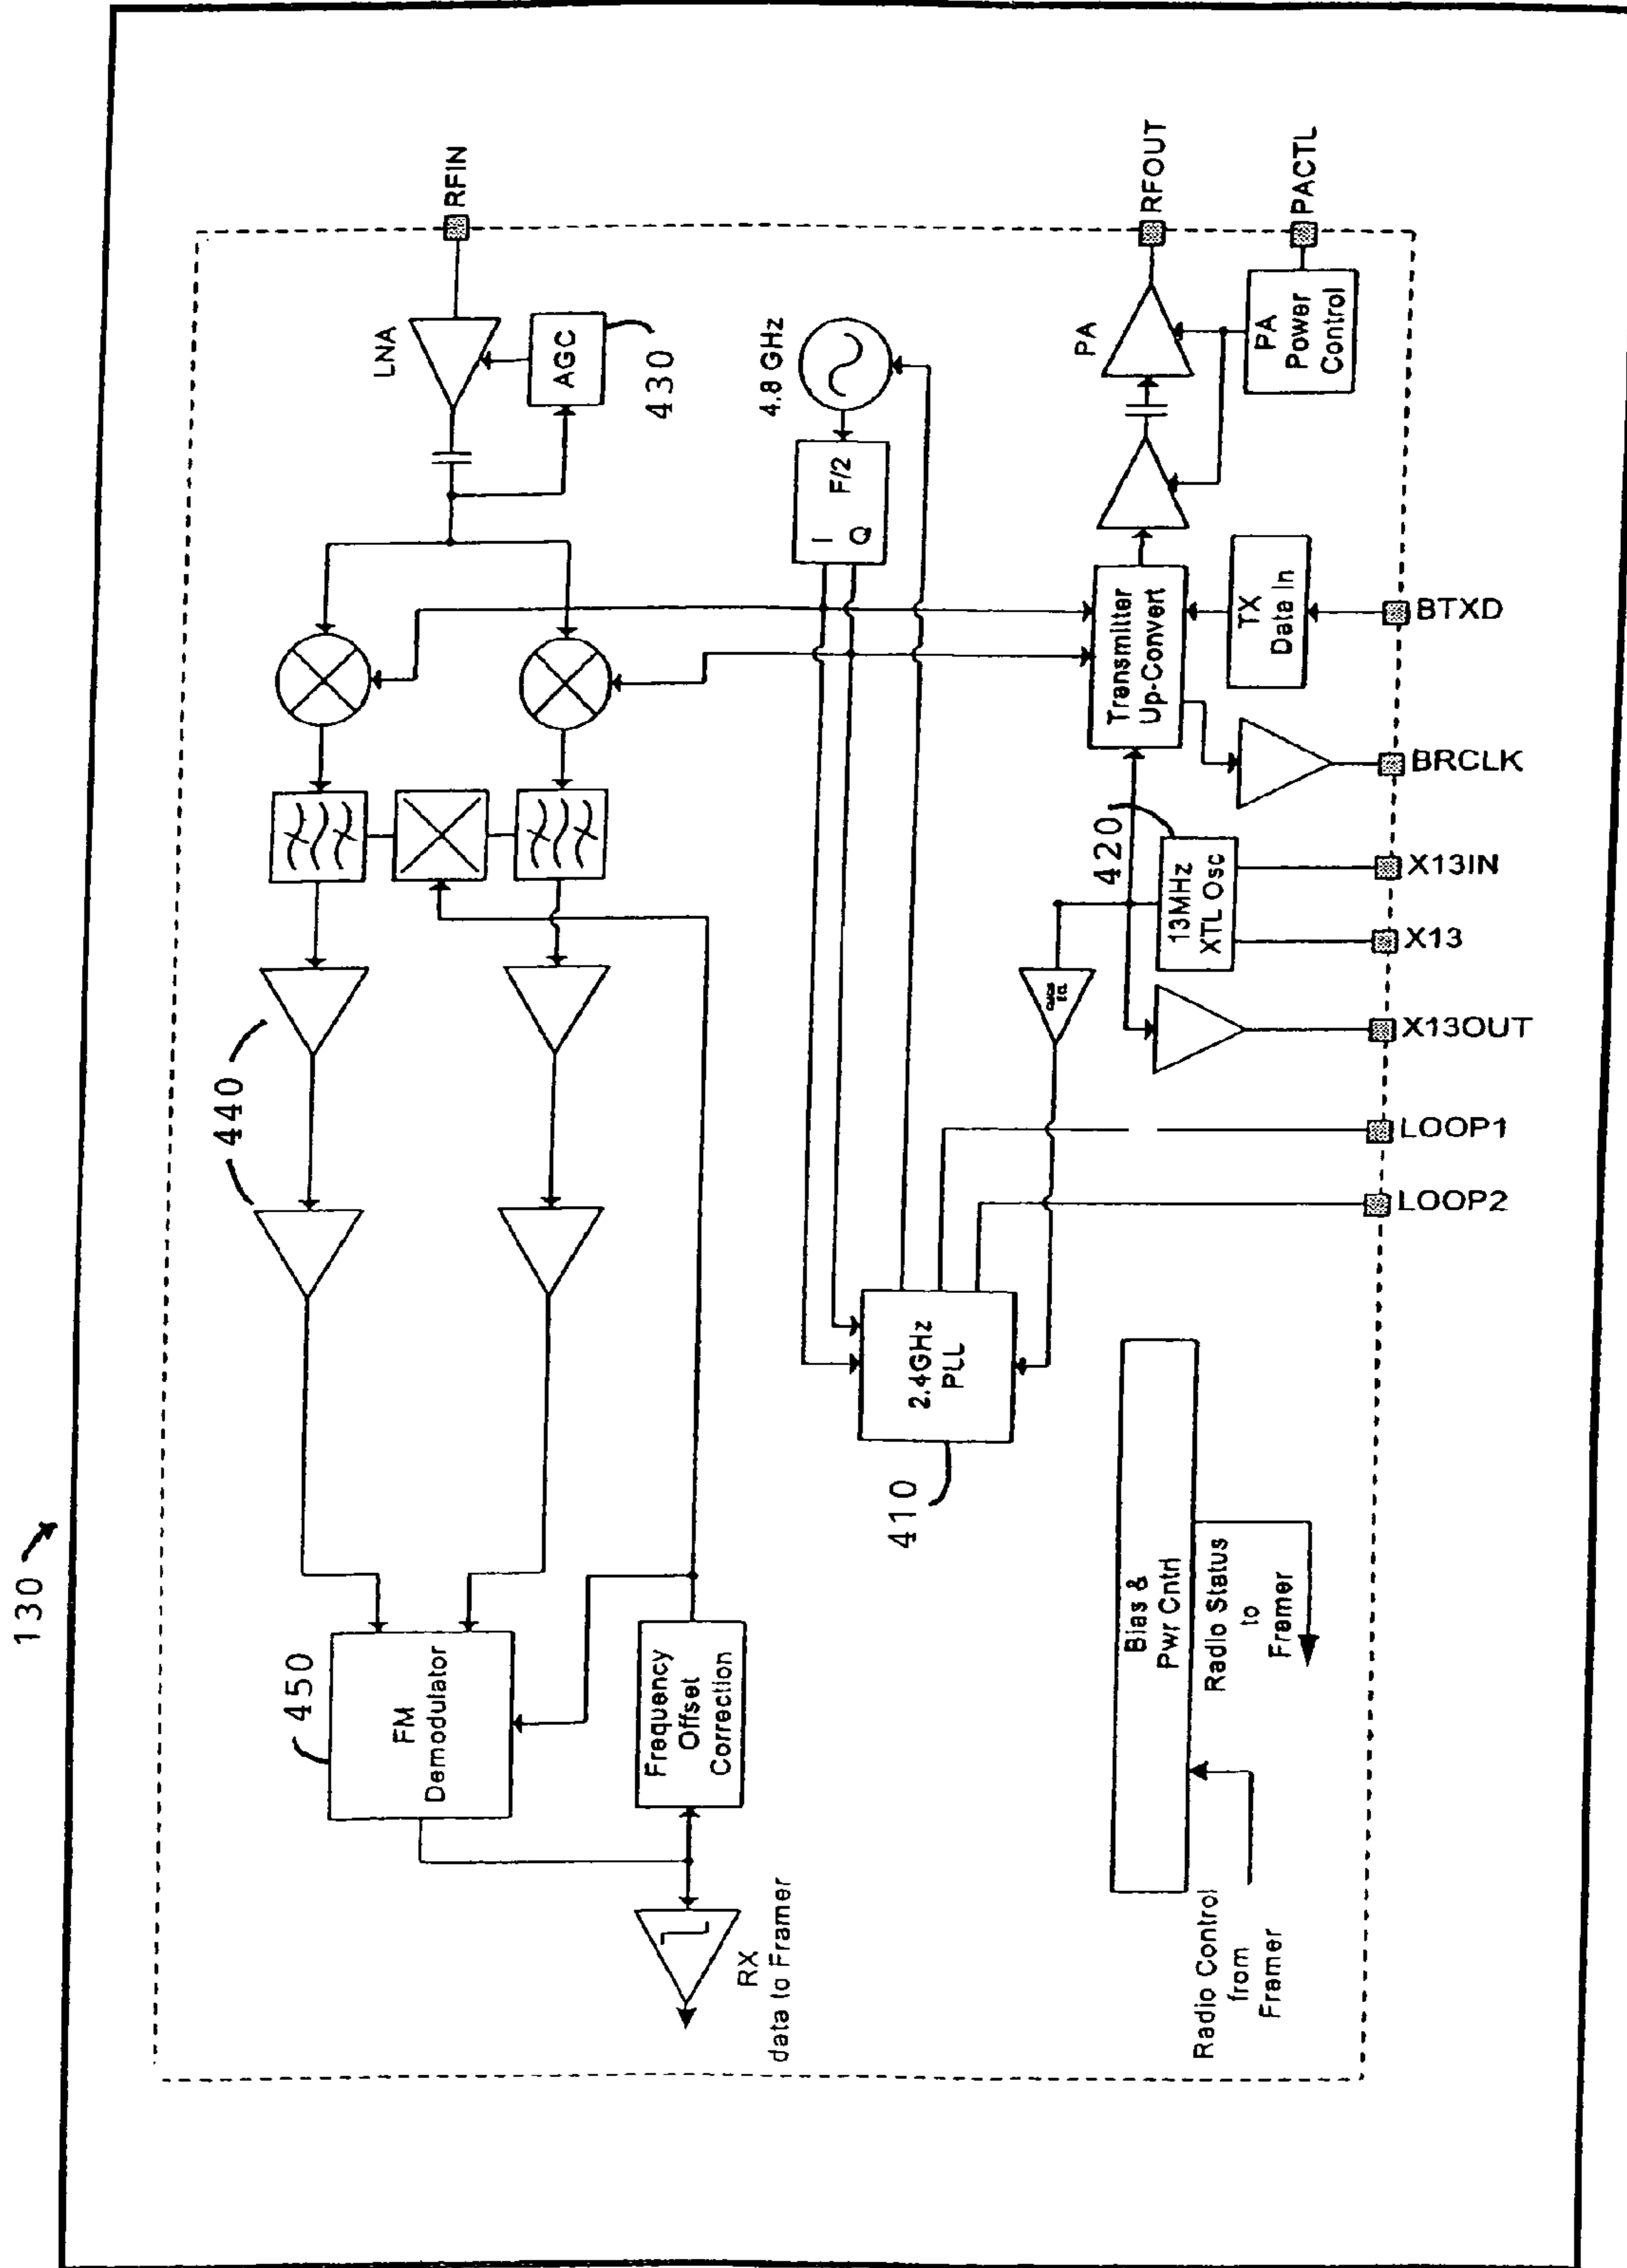 130
RFIN
LNA
AGC
430
440
450
FM
Demodulator
Frequency
Offset
Correction
RX
data to Framer
4.8 GHz
I
Q
F/2
2.4GHz
PLL
410
PA
RFOUT
PA
Power
Control
PACTL
Transmitter
Up-Convert
TX
Data In
BTXD
BRCLK
420
13MHz
XTL Osc
X13IN
X13
X13OUT
LOOP1
LOOP2
Bias &
Pwr Cntrl
Radio Status
to
Framer
Radio Control
from
Framer